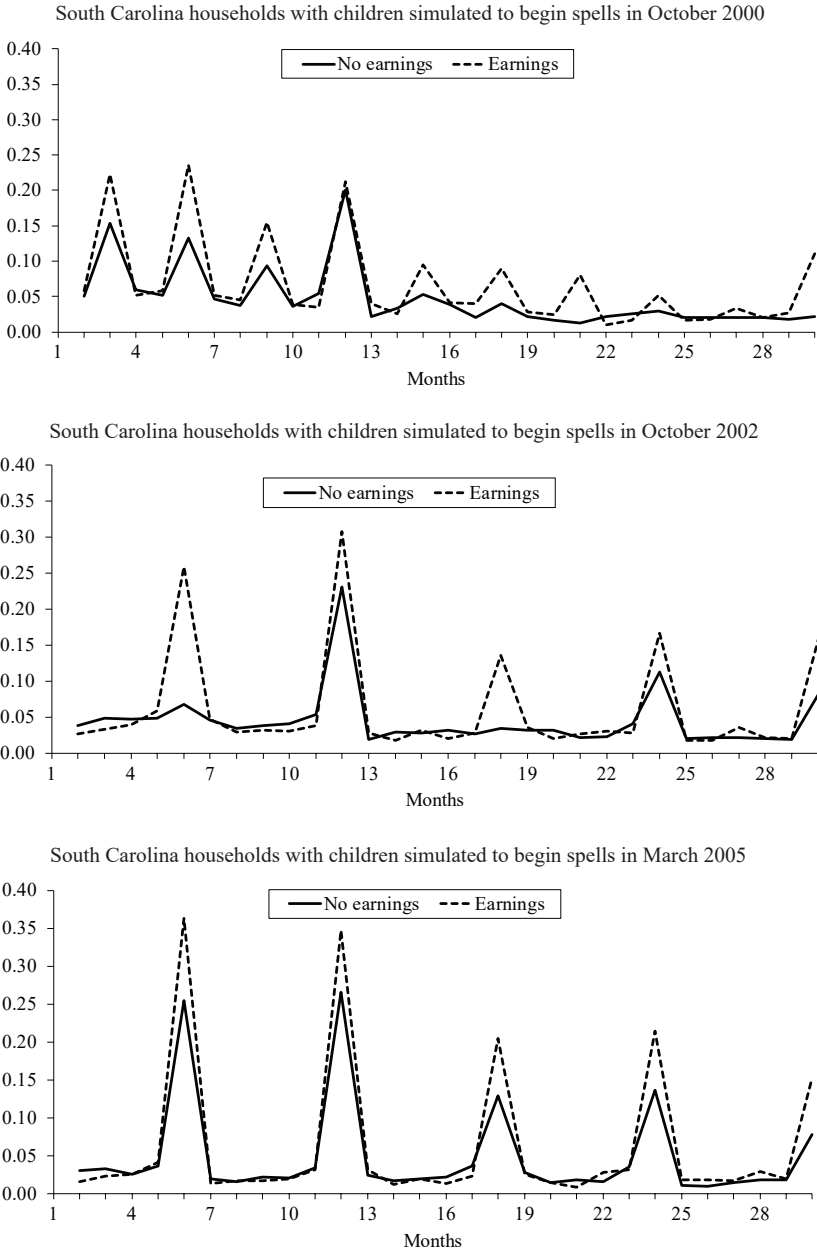 South Carolina households with children simulated to begin spells in October 2000
0.40
No earnings Earnings
0.35
0.30
0.25
0.20
0.15
0.10
0.05
0.00
1 4 7 10 13 16 19 22 25 28
Months
South Carolina households with children simulated to begin spells in October 2002
0.40
No earnings Earnings
0.35
0.30
0.25
0.20
0.15
0.10
0.05
0.00
1 4 7 10 13 16 19 22 25 28
Months
South Carolina households with children simulated to begin spells in March 2005
0.40
No earnings Earnings
0.35
0.30
0.25
0.20
0.15
0.10
0.05
0.00
1 4 7 10 13 16 19 22 25 28
Months